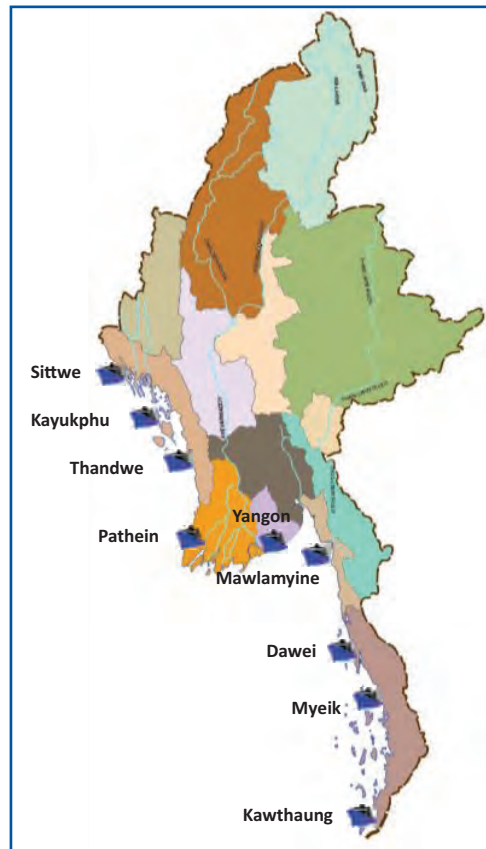 Sittwe
Kayukphu
Thandwe
Pathein
Yangon
Mawlamyine
Dawei
Myeik
Kawthaung